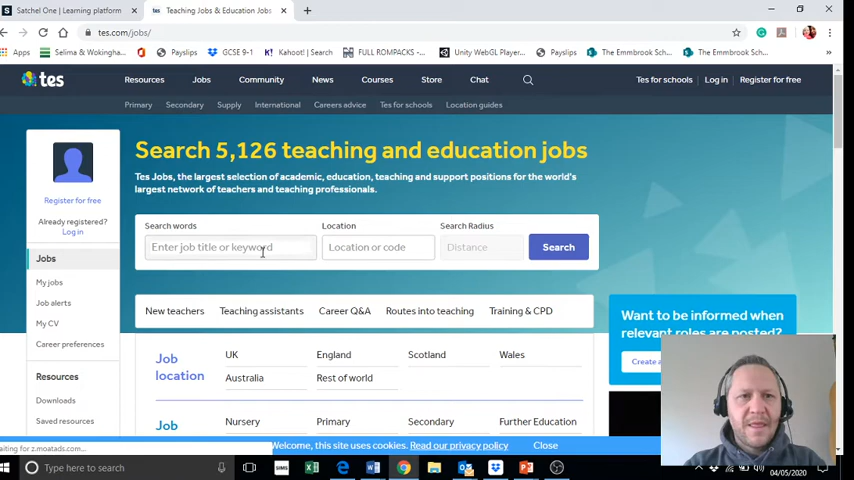 Satchel One | Learning platform
Teaching Jobs & Education Jobs
tes.com/jobs/
Selima & Wokingha...
Payslips
GCSE 9-1
Kahoot! | Search
FULL ROMPACKS -...
Unity WebGL Player...
Payslips
The Emmbrook Sch...
The Emmbrook Sch...
tes
Resources
Jobs
Community
News
Courses
Store
Chat
Tes for schools
Log in
Register for free
Primary
Secondary
Supply
International
Careers advice
Tes for schools
Location guides
Search 5,126 teaching and education jobs
Tes Jobs, the largest selection of academic, education, teaching and support positions for the world's
largest network of teachers and teaching professionals.
Register for free
Already registered?
Log in
Search words
Location
Search Radius
Enter job title or keyword
Location or code
Distance
Search
Jobs
My jobs
Job alerts
My CV
Career preferences
Resources
Downloads
Saved resources
New teachers
Teaching assistants
Career Q&A
Routes into teaching
Training & CPD
Job
location
UK
England
Scotland
Wales
Australia
Rest of world
Job
Nursery
Primary
Secondary
Further Education
Want to be informed when
relevant roles are posted?
Create a
Waiting for z.moatads.com...
Welcome, this site uses cookies. Read our privacy policy
Close
Type here to search
SIMS
04/05/2020